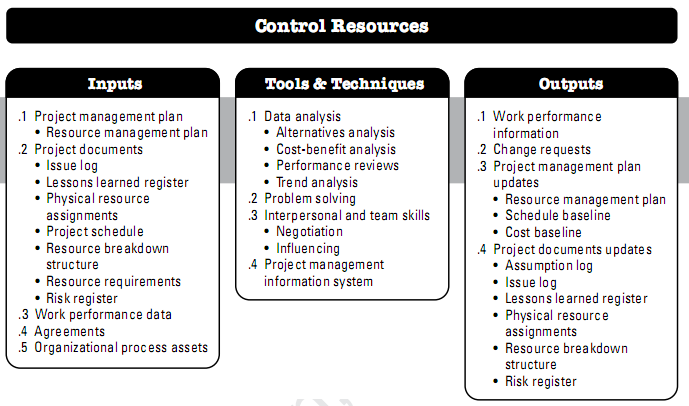 Control Resources
Inputs
.1 Project management plan
• Resource management plan
.2 Project documents
• Issue log
• Lessons learned register
• Physical resource
assignments
• Project schedule
• Resource breakdown
structure
• Resource requirements
• Risk register
.3 Work performance data
.4 Agreements
.5 Organizational process assets
Tools & Techniques
.1 Data analysis
• Alternatives analysis
• Cost-benefit analysis
• Performance reviews
• Trend analysis
.2 Problem solving
.3 Interpersonal and team skills
• Negotiation
• Influencing
.4 Project management
information system
Outputs
.1 Work performance
information
.2 Change requests
.3 Project management plan
updates
• Resource management plan
• Schedule baseline
• Cost baseline
.4 Project documents updates
• Assumption log
• Issue log
• Lessons learned register
• Physical resource
assignments
• Resource breakdown
structure
• Risk register